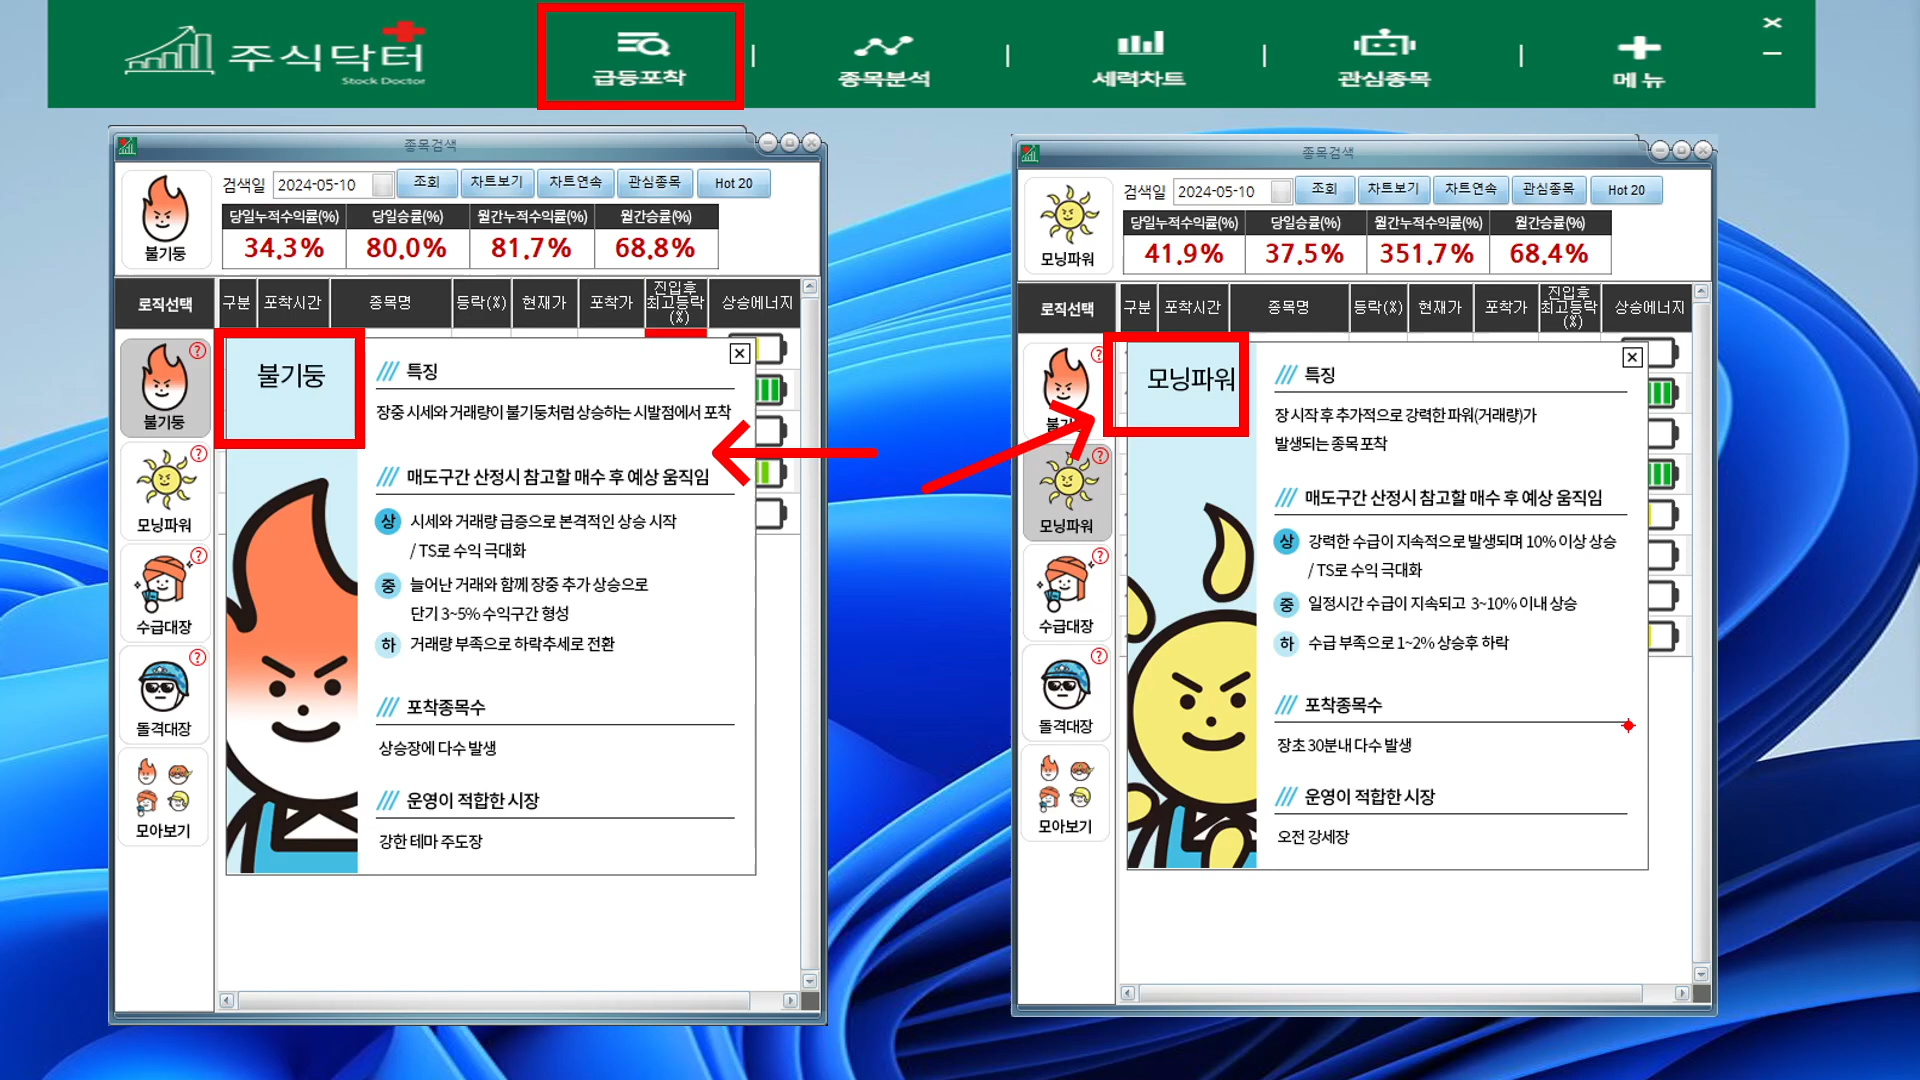 주식닥터
Stock Doctor
급등포착
종목분석
세력차트
관심종목
메뉴
종목검색
불기둥
검색일
2024-05-10
조회
차트보기
차트연속
관심종목
Hot 20
당일누적수익률(%) 당일승률(%) 월간누적수익률(%) 월간승률(%)
34.3% 80.0% 81.7% 68.8%
로직선택
구분 포착시간 종목명 등락(%) 현재가 포착가 진입후 최고등락 (%) 상승에너지
불기둥
모닝파워
수급대장
돌격대장
모아보기
불기둥
/// 특징
장중 시세와 거래량이 불기둥처럼 상승하는 시발점에서 포착
/// 매도구간 산정시 참고할 매수 후 예상 움직임
상 시세와 거래량 급증으로 본격적인 상승 시작
/ TS로 수익 극대화
중 늘어난 거래와 함께 장중 추가 상승으로
단기 3~5% 수익구간 형성
하 거래량 부족으로 하락추세로 전환
/// 포착종목수
상승장에 다수 발생
/// 운영이 적합한 시장
강한 테마 주도장
종목검색
모닝파워
검색일
2024-05-10
조회
차트보기
차트연속
관심종목
Hot 20
당일누적수익률(%) 당일승률(%) 월간누적수익률(%) 월간승률(%)
41.9% 37.5% 351.7% 68.4%
로직선택
구분 포착시간 종목명 등락(%) 현재가 포착가 진입후 최고등락 (%) 상승에너지
모닝파워
수급대장
돌격대장
모아보기
모닝파워
/// 특징
장 시작 후 추가적으로 강력한 파워(거래량)가
발생되는 종목 포착
/// 매도구간 산정시 참고할 매수 후 예상 움직임
상 강력한 수급이 지속적으로 발생되며 10% 이상 상승
/ TS로 수익 극대화
중 일정시간 수급이 지속되고 3~10% 이내 상승
하 수급 부족으로 1~2% 상승후 하락
/// 포착종목수
장초 30분내 다수 발생
/// 운영이 적합한 시장
오전 강세장